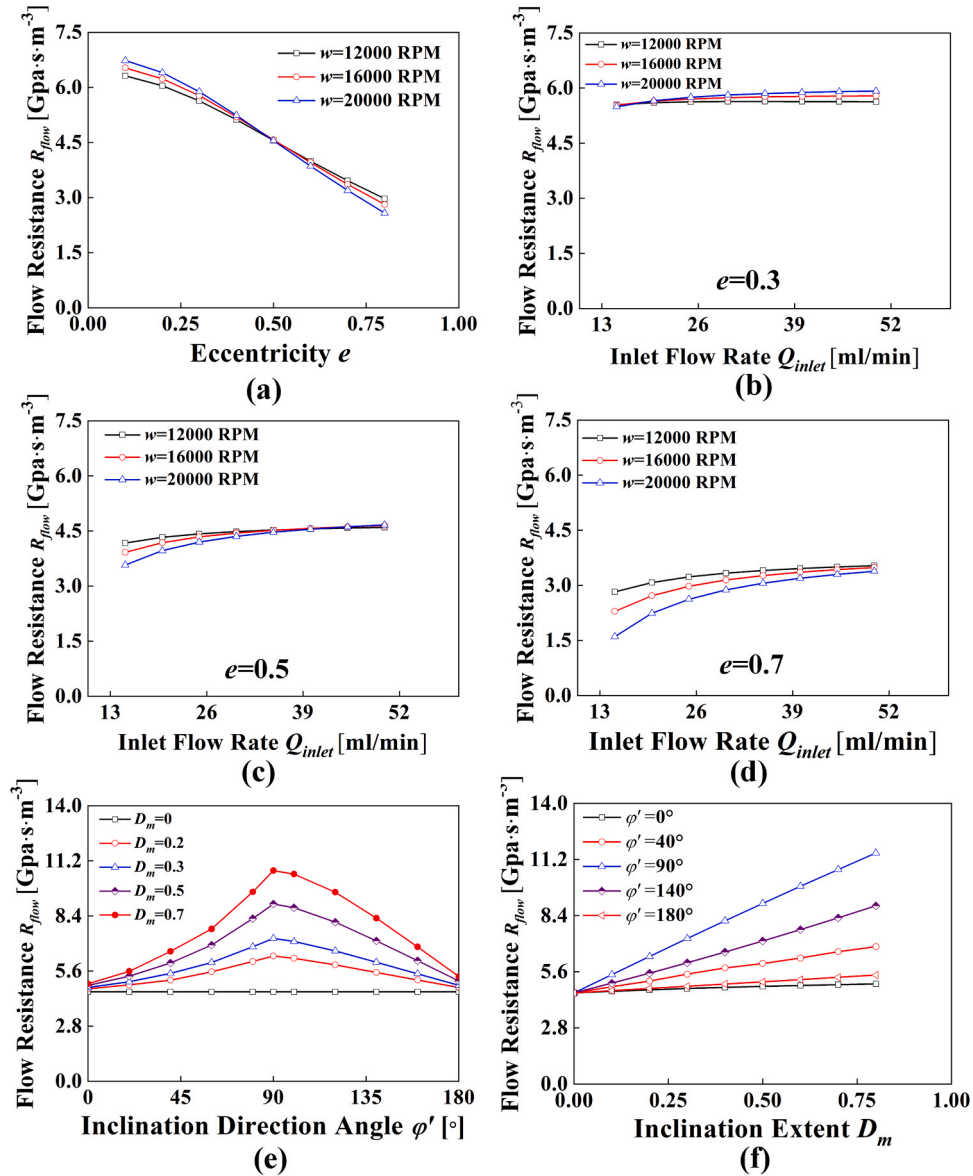 Flow Resistance R_flow [Gpa·s·m⁻³]
7.5
6.0
4.5
3.0
1.5
0.0
w=12000 RPM
w=16000 RPM
w=20000 RPM
0.00 0.25 0.50 0.75 1.00
Eccentricity e
(a)
Flow Resistance R_flow [Gpa·s·m⁻³]
7.5
6.0
4.5
3.0
1.5
0.0
w=12000 RPM
w=16000 RPM
w=20000 RPM
e=0.3
13 26 39 52
Inlet Flow Rate Q_inlet [ml/min]
(b)
Flow Resistance R_flow [Gpa·s·m⁻³]
7.5
6.0
4.5
3.0
1.5
0.0
w=12000 RPM
w=16000 RPM
w=20000 RPM
e=0.5
13 26 39 52
Inlet Flow Rate Q_inlet [ml/min]
(c)
Flow Resistance R_flow [Gpa·s·m⁻³]
7.5
6.0
4.5
3.0
1.5
0.0
w=12000 RPM
w=16000 RPM
w=20000 RPM
e=0.7
13 26 39 52
Inlet Flow Rate Q_inlet [ml/min]
(d)
Flow Resistance R_flow [Gpa·s·m⁻³]
14.0
11.2
8.4
5.6
2.8
0.0
D_m=0
D_m=0.2
D_m=0.3
D_m=0.5
D_m=0.7
0 45 90 135 180
Inclination Direction Angle φ′ [∘]
(e)
Flow Resistance R_flow [Gpa·s·m⁻³]
14.0
11.2
8.4
5.6
2.8
0.0
φ′=0°
φ′=40°
φ′=90°
φ′=140°
φ′=180°
0.00 0.25 0.50 0.75 1.00
Inclination Extent D_m
(f)